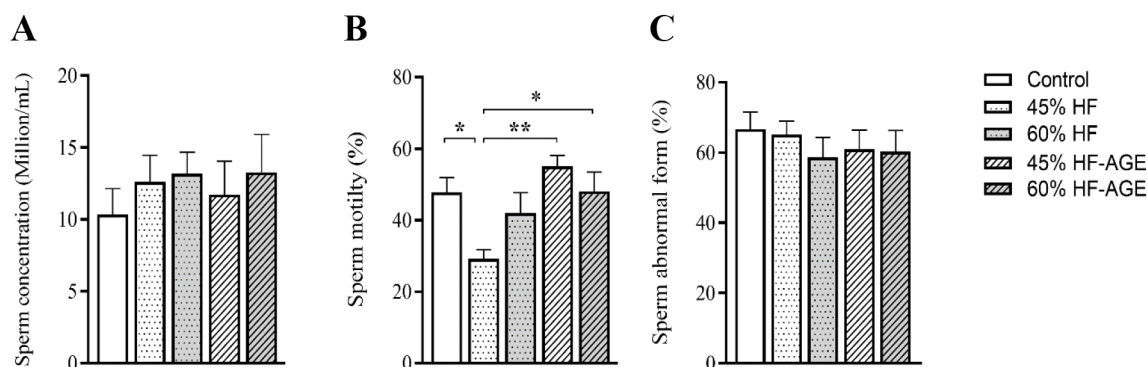 A
Sperm concentration (Million/mL)
20
15
10
5
0
B
Sperm motilty (%)
80
60
40
20
0
*
**
*
C
Sperm abnormal form (%)
80
60
40
20
0
Control
45% HF
60% HF
45% HF-AGE
60% HF-AGE